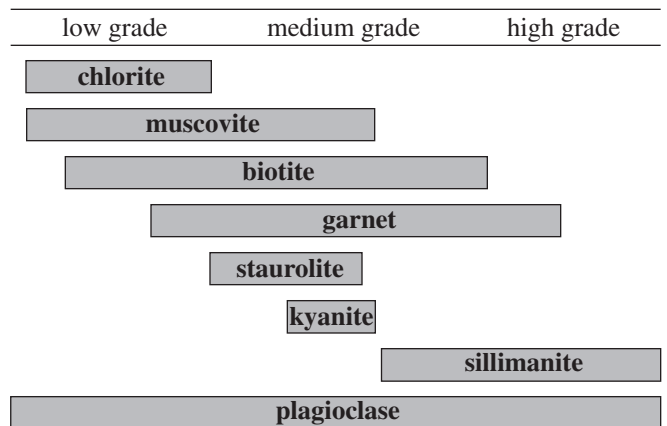 low grade medium grade high grade
chlorite
muscovite
biotite
garnet
staurolite
kyanite
sillimanite
plagioclase